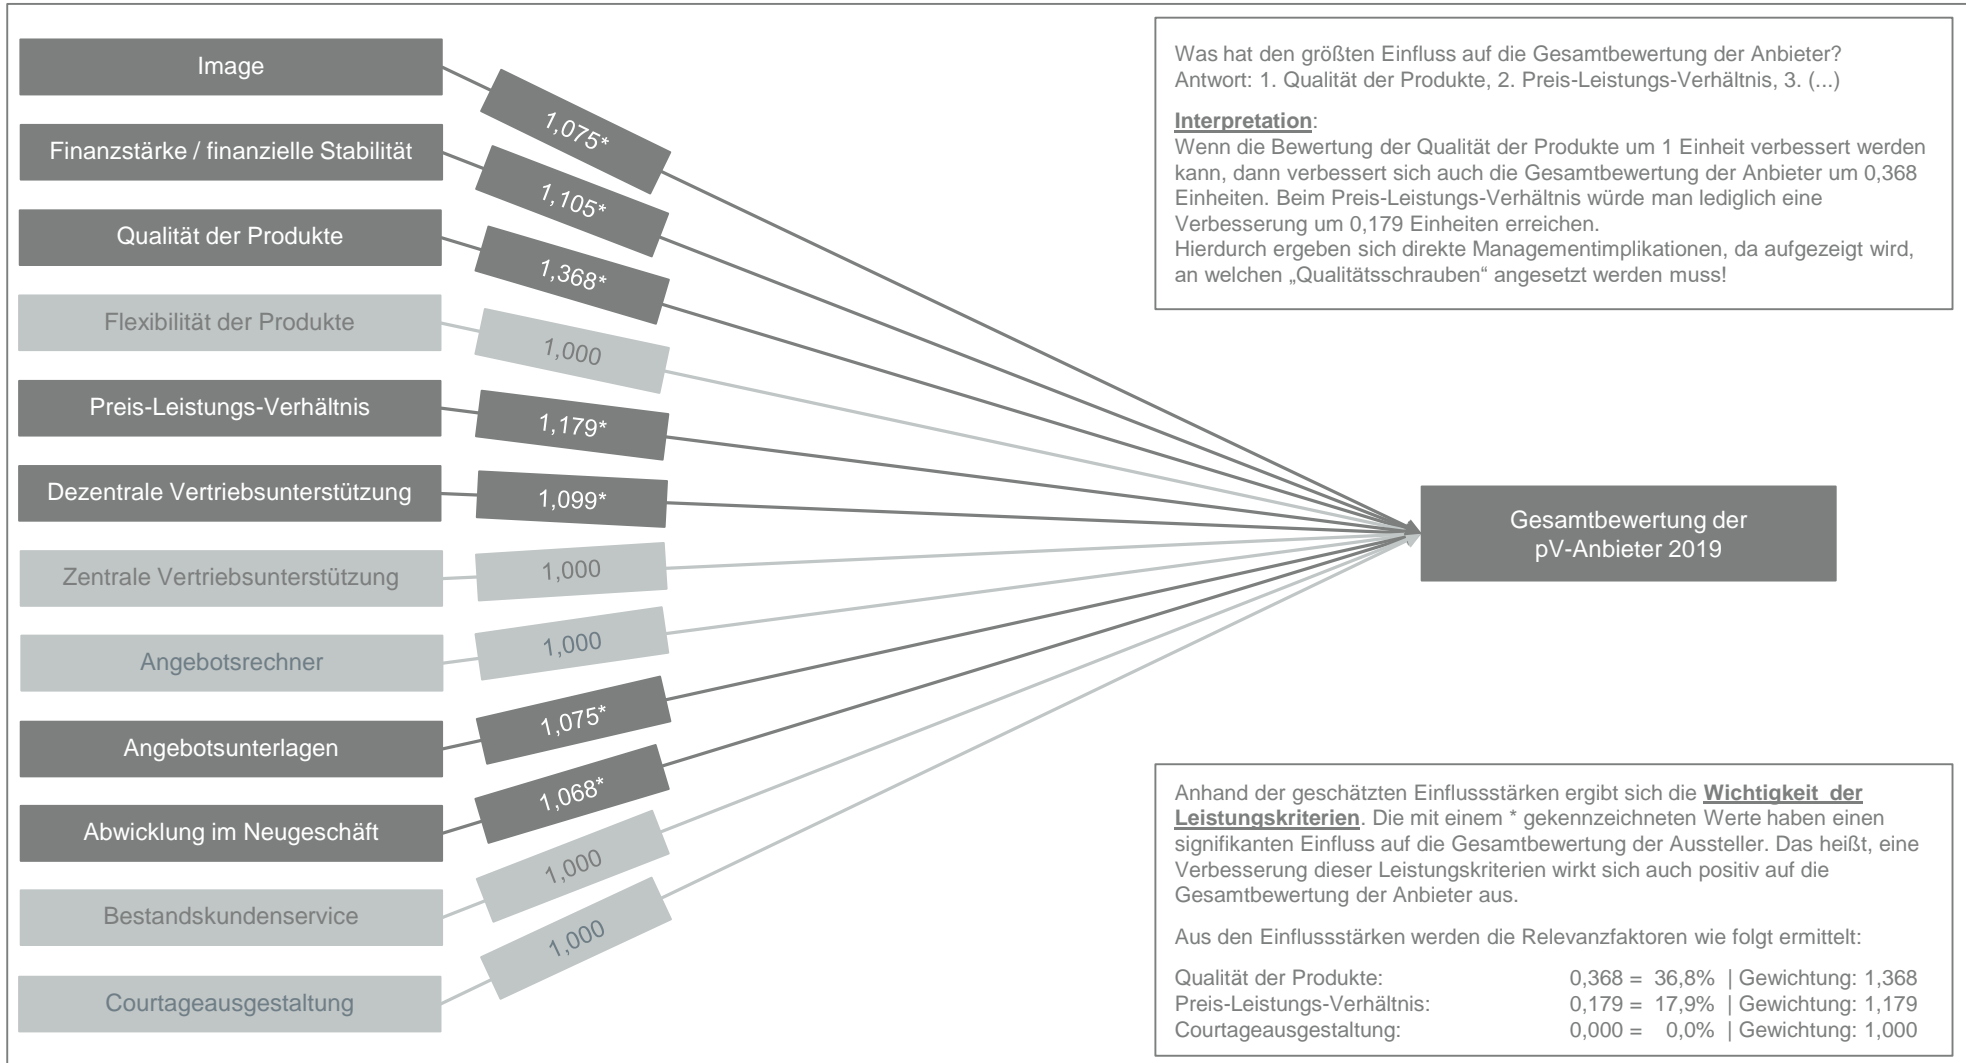 Image
1,075*
Finanzstärke / finanzielle Stabilität
1,105*
Qualität der Produkte
1,368*
Flexibilität der Produkte
1,000
Preis-Leistungs-Verhältnis
1,179*
Dezentrale Vertriebsunterstützung
1,099*
Zentrale Vertriebsunterstützung
1,000
Angebotsrechner
1,000
Angebotsunterlagen
1,075*
Abwicklung im Neugeschäft
1,068*
Bestandskundenservice
1,000
Courtageausgestaltung
1,000
Gesamtbewertung der
pV-Anbieter 2019
Was hat den größten Einfluss auf die Gesamtbewertung der Anbieter?
Antwort: 1. Qualität der Produkte, 2. Preis-Leistungs-Verhältnis, 3. (...)
Interpretation:
Wenn die Bewertung der Qualität der Produkte um 1 Einheit verbessert werden
kann, dann verbessert sich auch die Gesamtbewertung der Anbieter um 0,368
Einheiten. Beim Preis-Leistungs-Verhältnis würde man lediglich eine
Verbesserung um 0,179 Einheiten erreichen.
Hierdurch ergeben sich direkte Managementimplikationen, da aufgezeigt wird,
an welchen „Qualitätsschrauben“ angesetzt werden muss!
Anhand der geschätzten Einflussstärken ergibt sich die Wichtigkeit der
Leistungskriterien. Die mit einem * gekennzeichneten Werte haben einen
signifikanten Einfluss auf die Gesamtbewertung der Aussteller. Das heißt, eine
Verbesserung dieser Leistungskriterien wirkt sich auch positiv auf die
Gesamtbewertung der Anbieter aus.
Aus den Einflussstärken werden die Relevanzfaktoren wie folgt ermittelt:
Qualität der Produkte: 0,368 = 36,8% | Gewichtung: 1,368
Preis-Leistungs-Verhältnis: 0,179 = 17,9% | Gewichtung: 1,179
Courtageausgestaltung: 0,000 = 0,0% | Gewichtung: 1,000